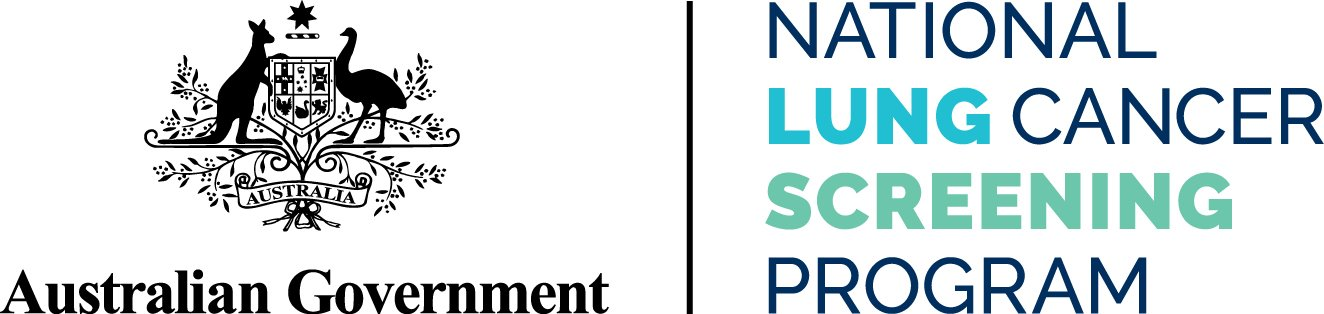 AUSTRALIA
Australian Government
NATIONAL
LUNG CANCER
SCREENING
PROGRAM